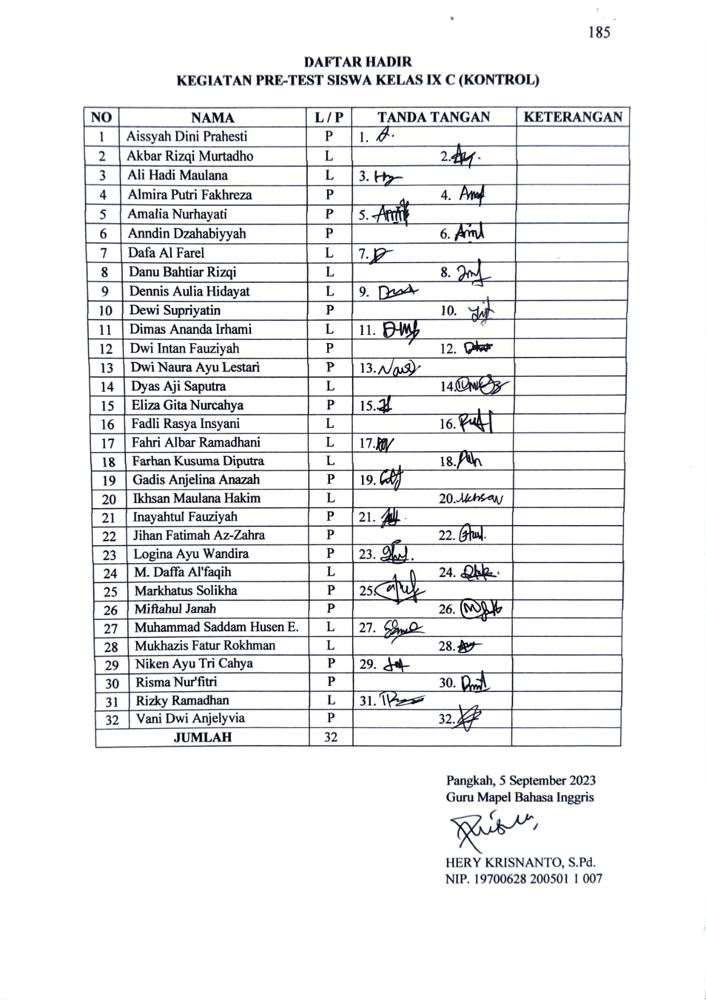 185
DAFTAR HADIR
KEGIATAN PRE-TEST SISWA KELAS IX C (KONTROL)
NO NAMA L / P TANDA TANGAN KETERANGAN
1 Aissyah Dini Prahesti P 1.
2 Akbar Rizqi Murtadho L 2.
3 Ali Hadi Maulana L 3.
4 Almira Putri Fakhreza P 4.
5 Amalia Nurhayati P 5.
6 Anndin Dzahabiyyah P 6.
7 Dafa Al Farel L 7.
8 Danu Bahtiar Rizqi L 8.
9 Dennis Aulia Hidayat L 9.
10 Dewi Supriyatin P 10.
11 Dimas Ananda Irhami L 11.
12 Dwi Intan Fauziyah P 12.
13 Dwi Naura Ayu Lestari P 13.
14 Dyas Aji Saputra L 14.
15 Eliza Gita Nurcahya P 15.
16 Fadli Rasya Insyani L 16.
17 Fahri Albar Ramadhani L 17.
18 Farhan Kusuma Diputra L 18.
19 Gadis Anjelina Anazah P 19.
20 Ikhsan Maulana Hakim L 20. Ikhsan
21 Inayahtul Fauziyah P 21.
22 Jihan Fatimah Az-Zahra P 22.
23 Logina Ayu Wandira P 23.
24 M. Daffa Al'faqih L 24.
25 Markhatus Solikha P 25.
26 Miftahul Janah P 26.
27 Muhammad Saddam Husen E. L 27.
28 Mukhazis Fatur Rokhman L 28.
29 Niken Ayu Tri Cahya P 29.
30 Risma Nur'fitri P 30.
31 Rizky Ramadhan L 31.
32 Vani Dwi Anjelyvia P 32.
JUMLAH 32
Pangkah, 5 September 2023
Guru Mapel Bahasa Inggris
HERY KRISNANTO, S.Pd.
NIP. 19700628 200501 1 007